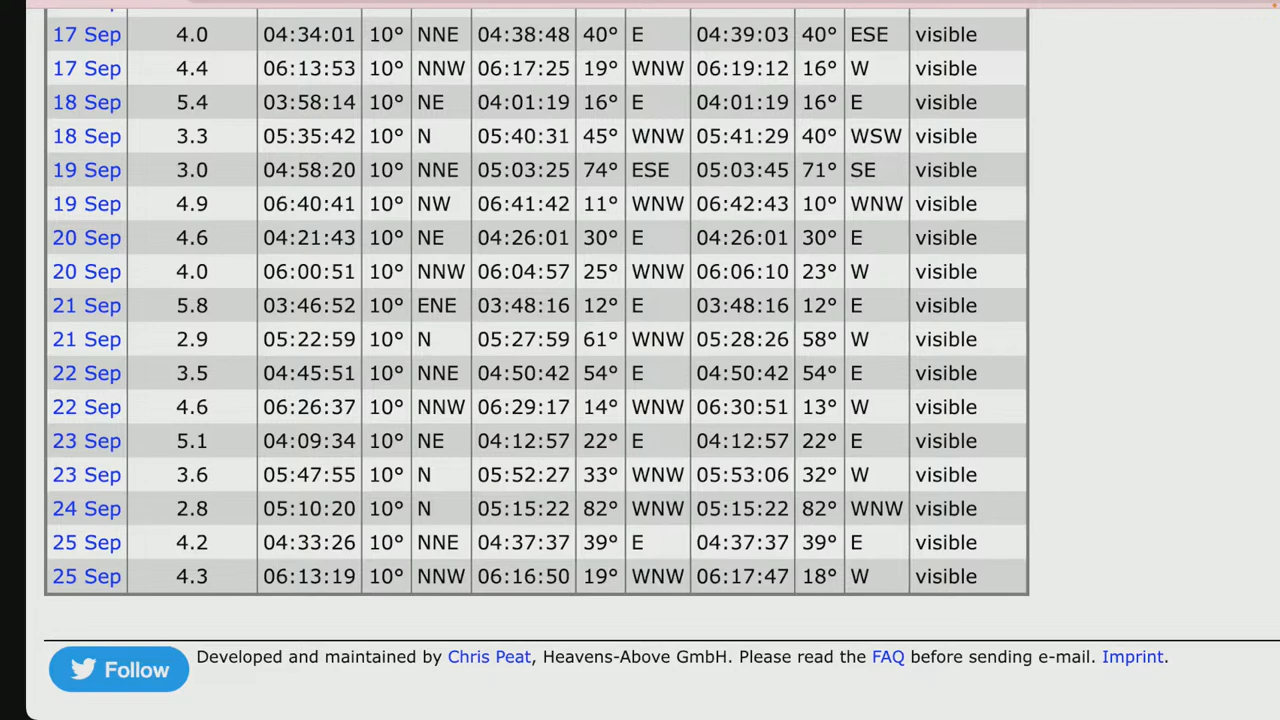 17 Sep 4.0 04:34:01 10° NNE 04:38:48 40° E 04:39:03 40° ESE visible
17 Sep 4.4 06:13:53 10° NNW 06:17:25 19° WNW 06:19:12 16° W visible
18 Sep 5.4 03:58:14 10° NE 04:01:19 16° E 04:01:19 16° E visible
18 Sep 3.3 05:35:42 10° N 05:40:31 45° WNW 05:41:29 40° WSW visible
19 Sep 3.0 04:58:20 10° NNE 05:03:25 74° ESE 05:03:45 71° SE visible
19 Sep 4.9 06:40:41 10° NW 06:41:42 11° WNW 06:42:43 10° WNW visible
20 Sep 4.6 04:21:43 10° NE 04:26:01 30° E 04:26:01 30° E visible
20 Sep 4.0 06:00:51 10° NNW 06:04:57 25° WNW 06:06:10 23° W visible
21 Sep 5.8 03:46:52 10° ENE 03:48:16 12° E 03:48:16 12° E visible
21 Sep 2.9 05:22:59 10° N 05:27:59 61° WNW 05:28:26 58° W visible
22 Sep 3.5 04:45:51 10° NNE 04:50:42 54° E 04:50:42 54° E visible
22 Sep 4.6 06:26:37 10° NNW 06:29:17 14° WNW 06:30:51 13° W visible
23 Sep 5.1 04:09:34 10° NE 04:12:57 22° E 04:12:57 22° E visible
23 Sep 3.6 05:47:55 10° N 05:52:27 33° WNW 05:53:06 32° W visible
24 Sep 2.8 05:10:20 10° N 05:15:22 82° WNW 05:15:22 82° WNW visible
25 Sep 4.2 04:33:26 10° NNE 04:37:37 39° E 04:37:37 39° E visible
25 Sep 4.3 06:13:19 10° NNW 06:16:50 19° WNW 06:17:47 18° W visible
Follow Developed and maintained by Chris Peat, Heavens-Above GmbH. Please read the FAQ before sending e-mail. Imprint.